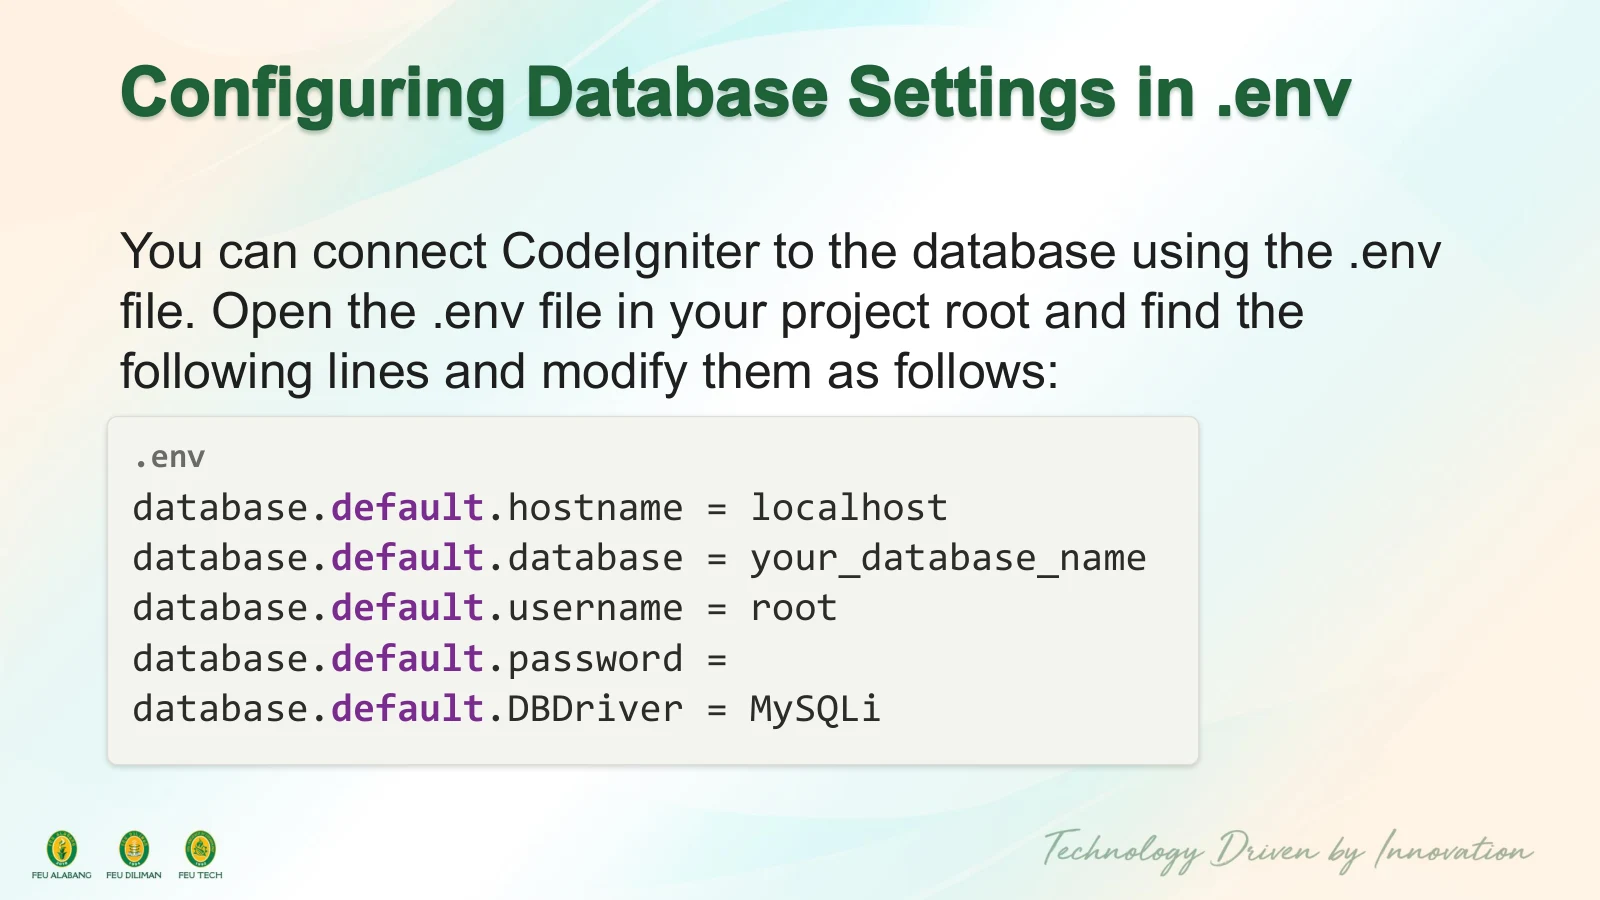 Configuring Database Settings in .env
You can connect CodeIgniter to the database using the .env
file. Open the .env file in your project root and find the
following lines and modify them as follows:
.env
database.default.hostname = localhost
database.default.database = your_database_name
database.default.username = root
database.default.password =
database.default.DBDriver = MySQLi
FEU ALABANG
FEU DILIMAN
FEU TECH
Technology Driven by Innovation